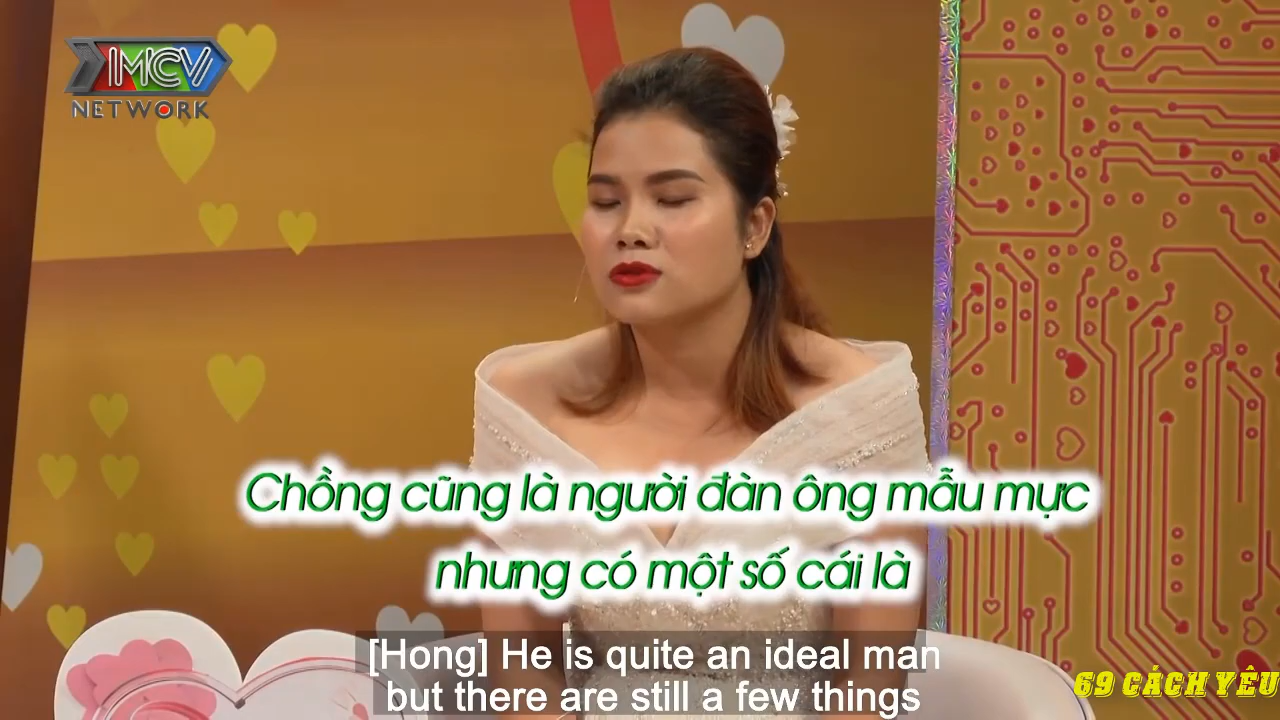 MCV
NETWORK
Chồng cũng là người đàn ông mẫu mực
nhưng có một số cái là
[Hong] He is quite an ideal man
but there are still a few things
69 CÁCH YÊU